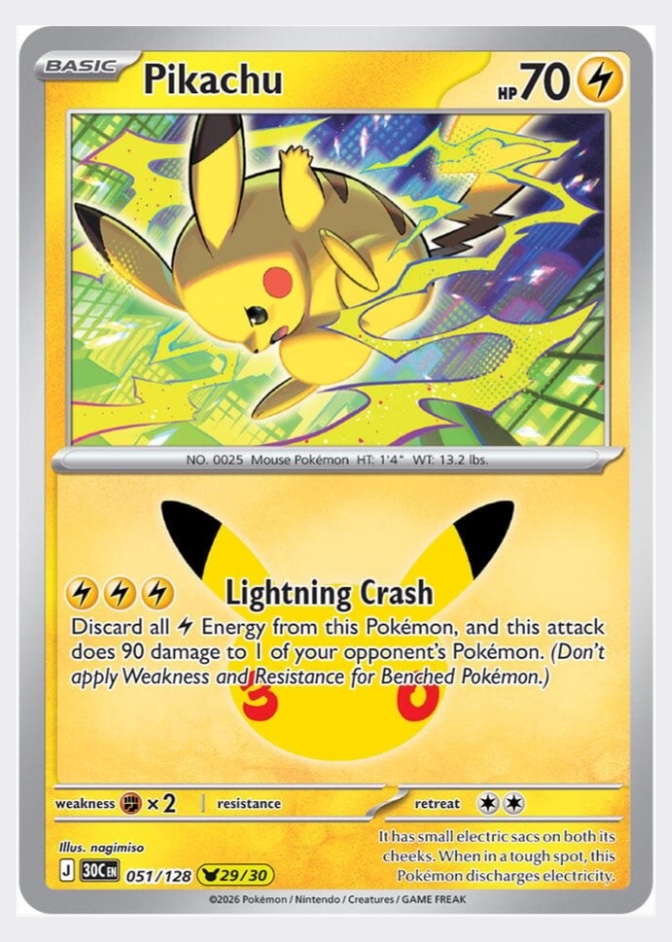 BASIC
Pikachu
HP 70
NO. 0025 Mouse Pokémon HT: 1'4" WT: 13.2 lbs.
Lightning Crash
Discard all Energy from this Pokémon, and this attack
does 90 damage to 1 of your opponent's Pokémon. (Don't
apply Weakness and Resistance for Benched Pokémon.)
3 0
weakness ×2 resistance retreat
It has small electric sacs on both its
cheeks. When in a tough spot, this
Pokémon discharges electricity.
Illus. nagimiso
J 30C EN 051/128 29/30
©2026 Pokémon / Nintendo / Creatures / GAME FREAK